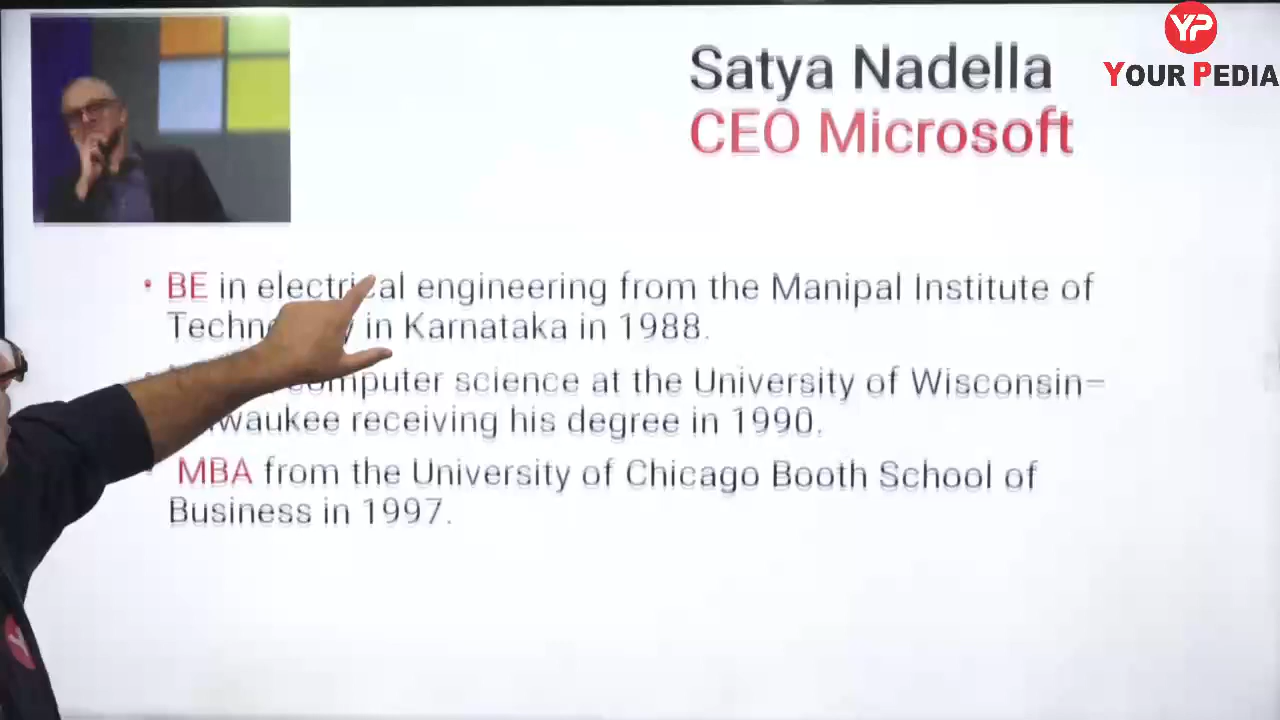 Satya Nadella
CEO Microsoft
YP
YOUR PEDIA
• BE in electrical engineering from the Manipal Institute of
in Karnataka in 1988.
computer science at the University of Wisconsin–
receiving his degree in 1990.
MBA from the University of Chicago Booth School of
Business in 1997.